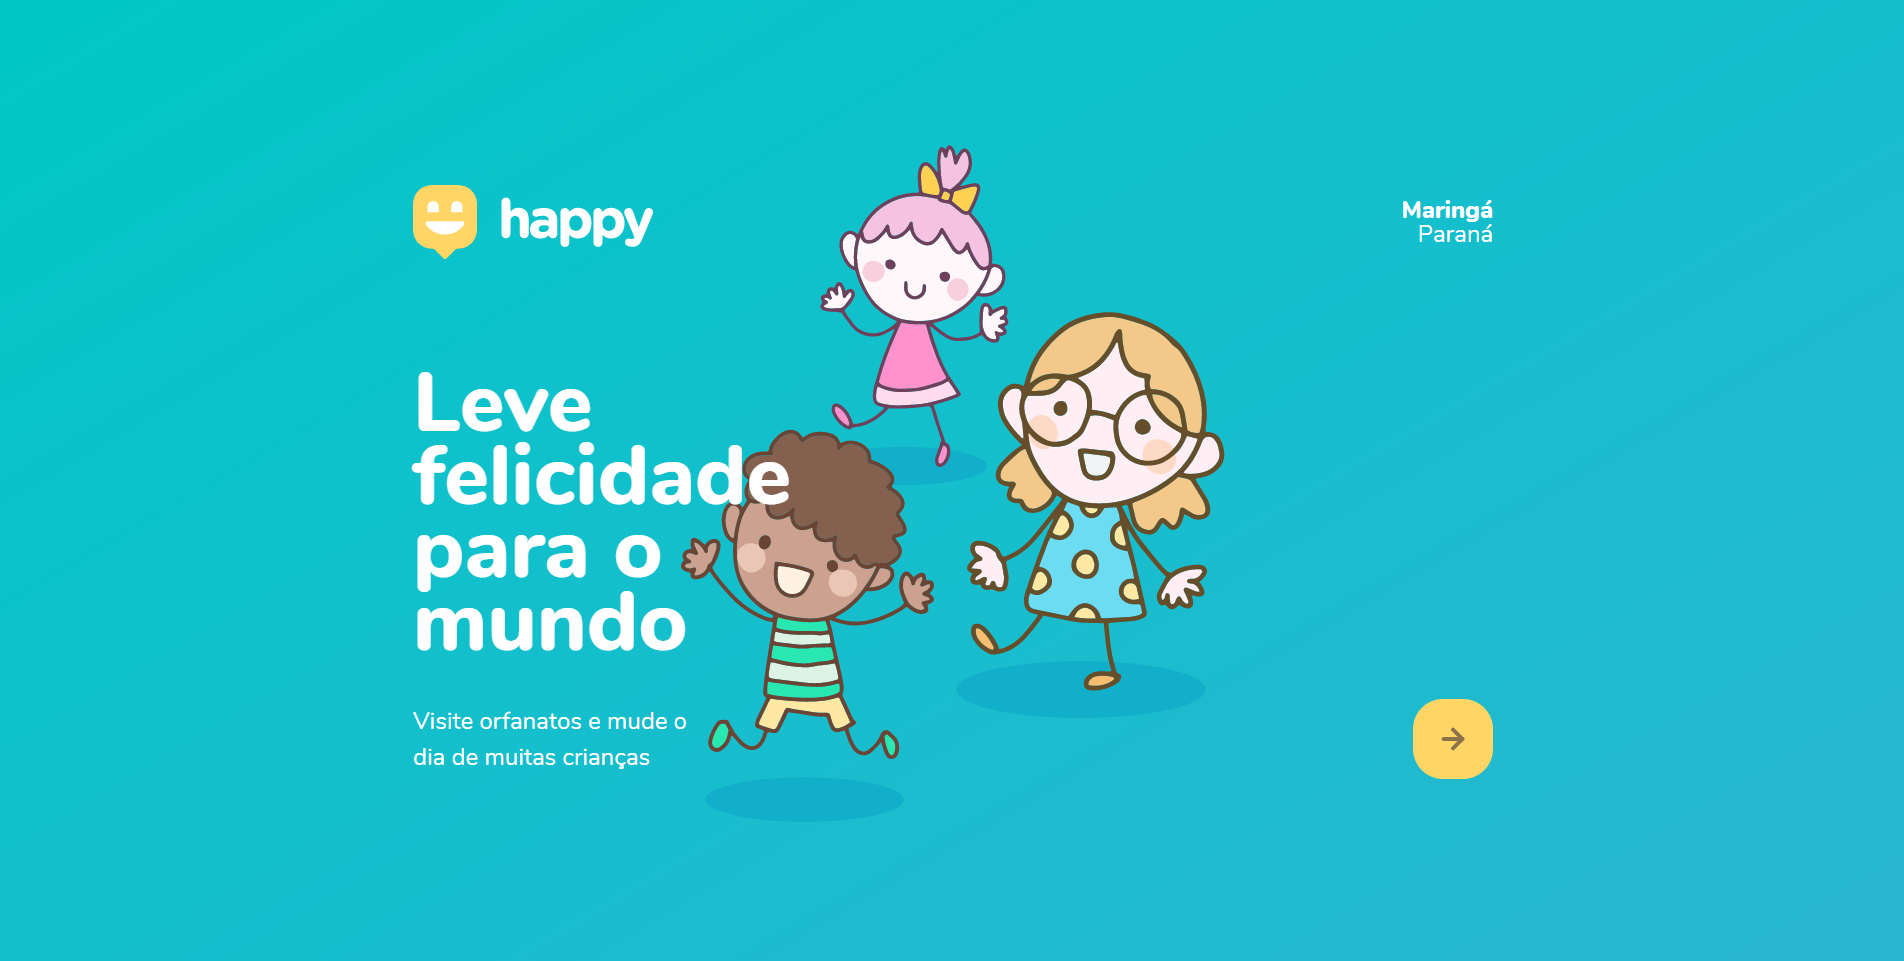 happy
Maringá
Paraná
Leve
felicidade
para o
mundo
Visite orfanatos e mude o
dia de muitas crianças